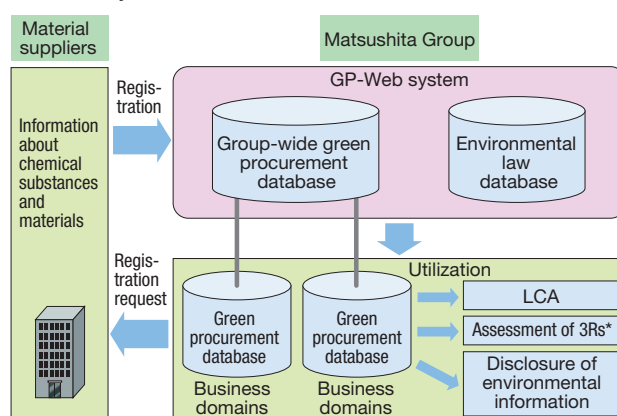 Material
suppliers
Matsushita Group
GP-Web system
Regis-
tration
Information
about
chemical
substances
and
materials
Group-wide green
procurement
database
Environmental
law
database
Regis-
tration
request
Utilization
Green
procurement
database
Business
domains
Green
procurement
database
Business
domains
LCA
Assessment of 3Rs*
Disclosure of
environmental
information